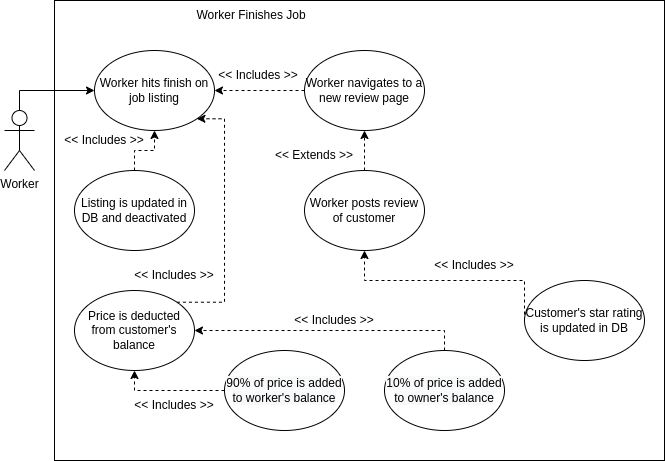 Worker Finishes Job
Worker hits finish on
job listing
<< Includes >>
Worker navigates to a
new review page
<< Includes >>
<< Extends >>
Worker
Listing is updated in
DB and deactivated
Worker posts review
of customer
<< Includes >>
<< Includes >>
Price is deducted
from customer's
balance
<< Includes >>
Customer's star rating
is updated in DB
90% of price is added
to worker's balance
10% of price is added
to owner's balance
<< Includes >>